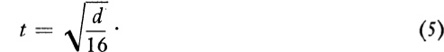 t = √(d/16) · (5)